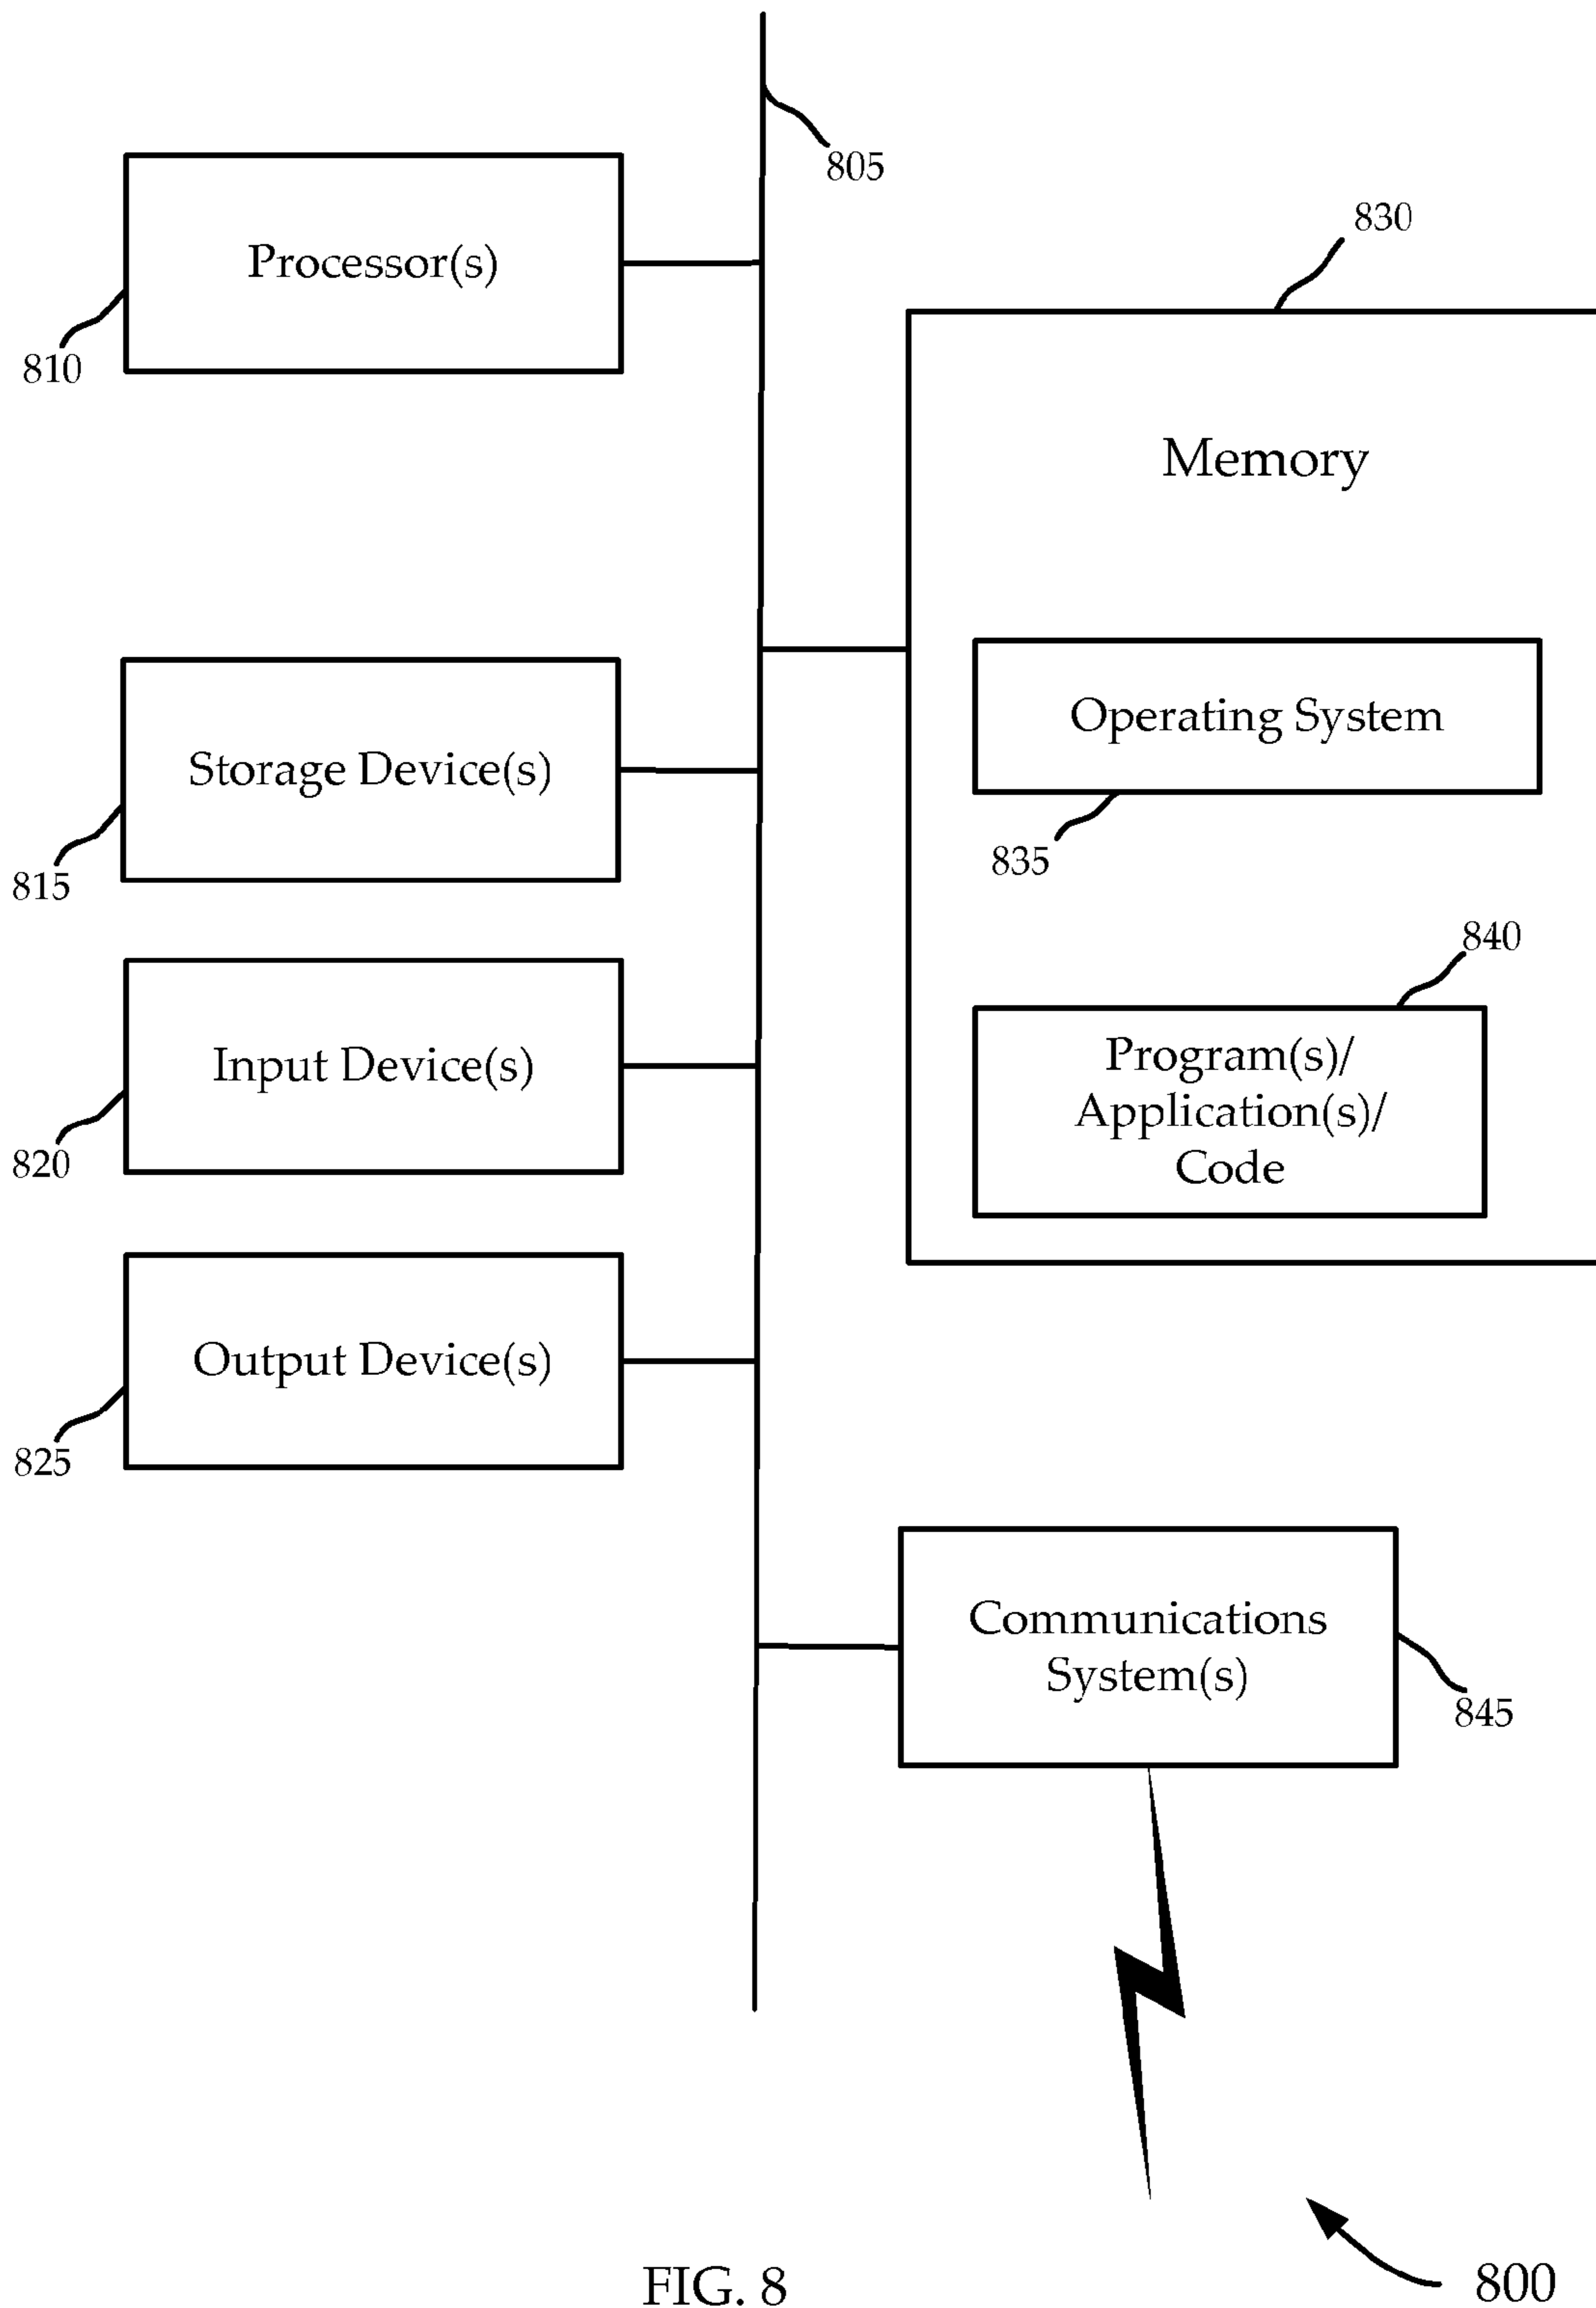 805
Processor(s)
810
830
Memory
Operating System
835
Storage Device(s)
815
840
Program(s)/
Application(s)/
Code
Input Device(s)
820
Output Device(s)
825
Communications
System(s)
845
FIG. 8
800